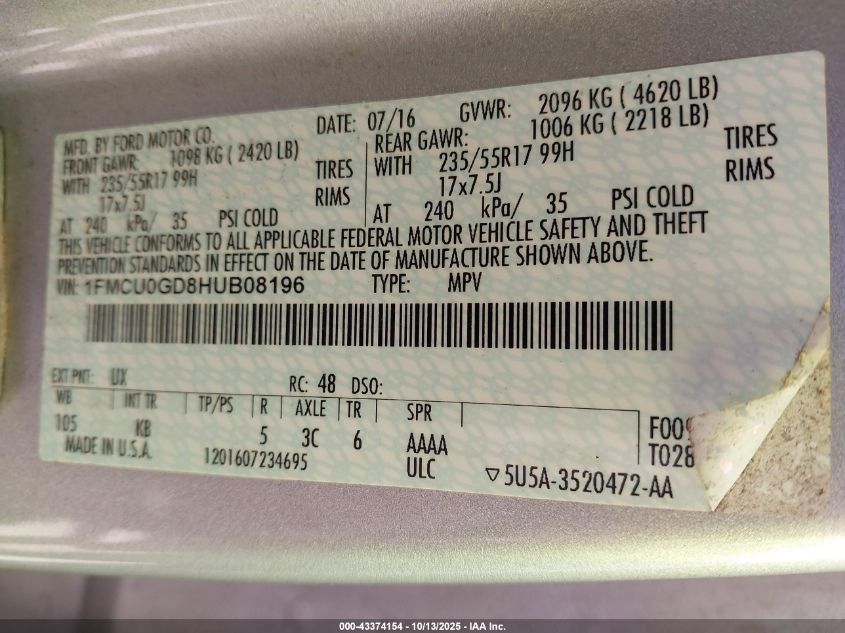 MFD. BY FORD MOTOR CO. DATE: 07/16 GVWR: 2096 KG ( 4620 LB)
FRONT GAWR: 1098 KG ( 2420 LB) REAR GAWR: 1006 KG ( 2218 LB)
WITH 235/55R17 99H TIRES WITH 235/55R17 99H TIRES
17x7.5J RIMS 17x7.5J RIMS
AT 240 kPa/ 35 PSI COLD AT 240 kPa/ 35 PSI COLD
THIS VEHICLE CONFORMS TO ALL APPLICABLE FEDERAL MOTOR VEHICLE SAFETY AND THEFT
PREVENTION STANDARDS IN EFFECT ON THE DATE OF MANUFACTURE SHOWN ABOVE.
VIN: 1FMCU0GD8HUB08196 TYPE: MPV
EXT PNT: UX RC: 48 DSO:
WB INT TR TP/PS R AXLE TR SPR
105 KB 5 3C 6 AAAA F009
MADE IN U.S.A. 1201607234695 ULC T028
▽5U5A-3520472-AA
000-43374154 - 10/13/2025 - IAA Inc.